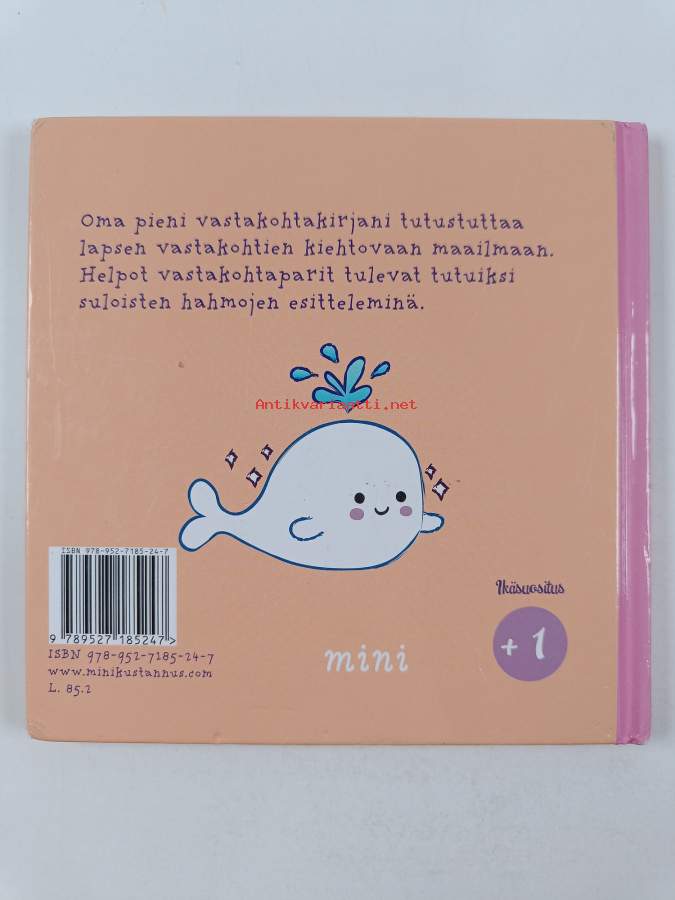 Oma pieni vastakohtakirjani tutustuttaa
lapsen vastakohtien kiehtovaan maailmaan.
Helpot vastakohtaparit tulevat tutuiksi
suloisten hahmojen esitteleminä.
Antikvariaatti.net
ISBN 978-952-7185-24-7
9 789527 185247 >
ISBN 978-952-7185-24-7
www.minikustannus.com
L. 85.2
mini
Ikäsuositus
+ 1